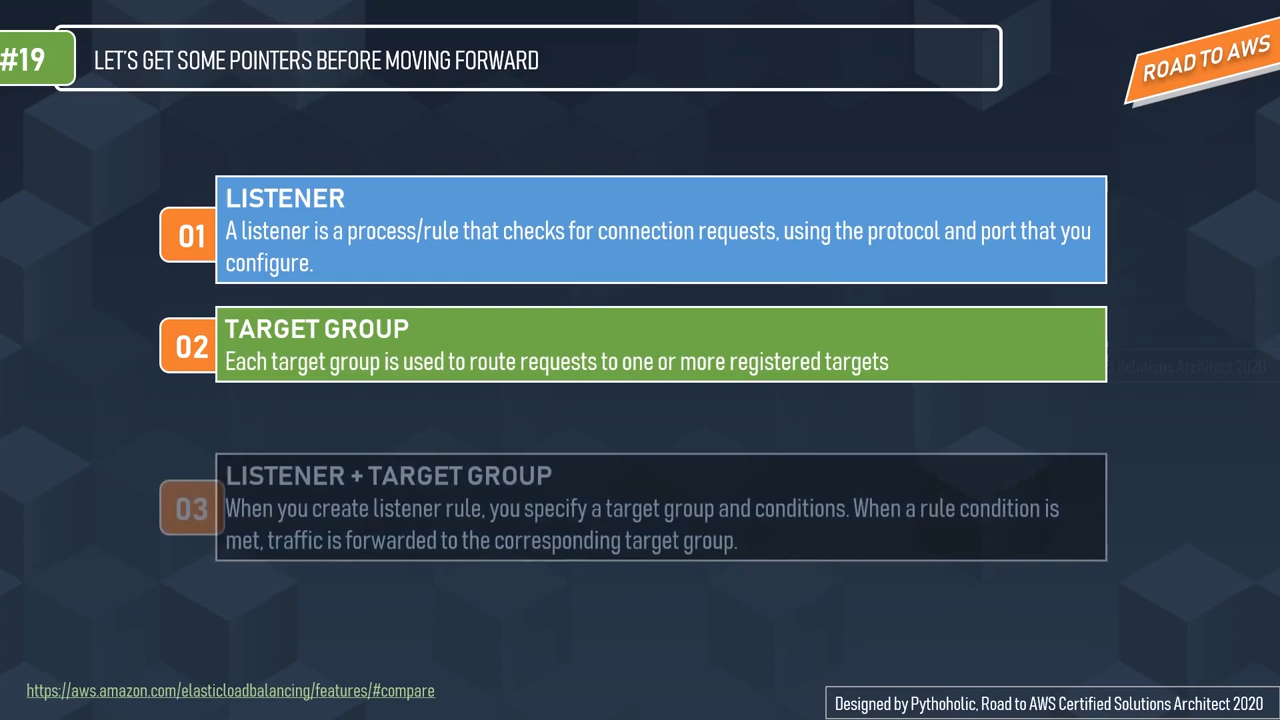 #19
LET'S GET SOME POINTERS BEFORE MOVING FORWARD
ROAD TO AWS
01
LISTENER
A listener is a process/rule that checks for connection requests, using the protocol and port that you
configure.
02
TARGET GROUP
Each target group is used to route requests to one or more registered targets
Solutions Architect 2020
03
LISTENER + TARGET GROUP
When you create listener rule, you specify a target group and conditions. When a rule condition is
met, traffic is forwarded to the corresponding target group.
https://aws.amazon.com/elasticloadbalancing/features/#compare
Designed by Pythoholic, Road to AWS Certified Solutions Architect 2020